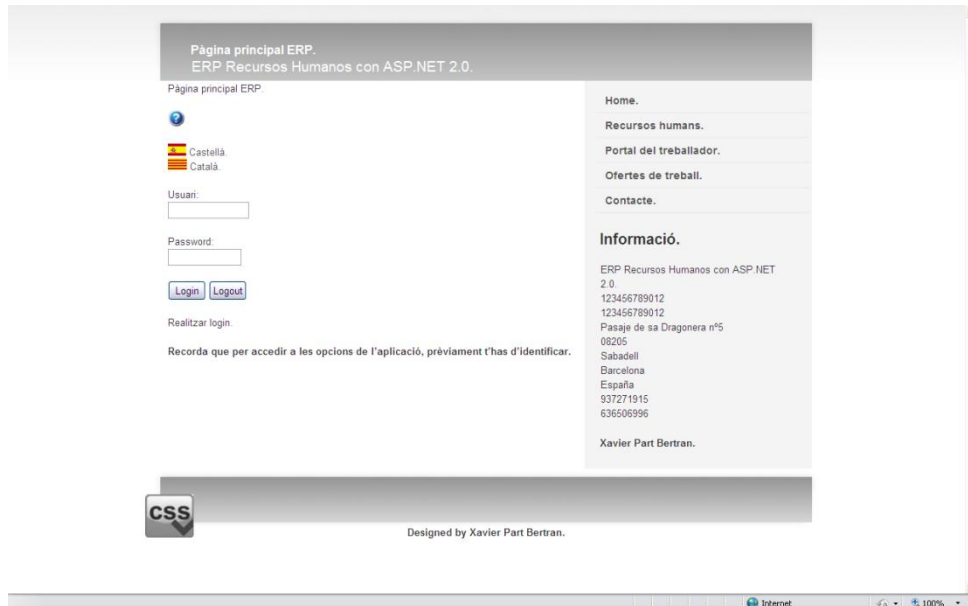 Pàgina principal ERP.
ERP Recursos Humanos con ASP.NET 2.0.
Pàgina principal ERP.
Castellà.
Català.
Usuari:
Password:
Login Logout
Realitzar login.
Recorda que per accedir a les opcions de l'aplicació, prèviament t'has d'identificar.
Home.
Recursos humans.
Portal del treballador.
Ofertes de treball.
Contacte.
Informació.
ERP Recursos Humanos con ASP.NET
2.0.
123456789012
123456789012
Pasaje de sa Dragonera nº5
08205
Sabadell
Barcelona
España
937271915
636506996
Xavier Part Bertran.
CSS
Designed by Xavier Part Bertran.
Internet
100%